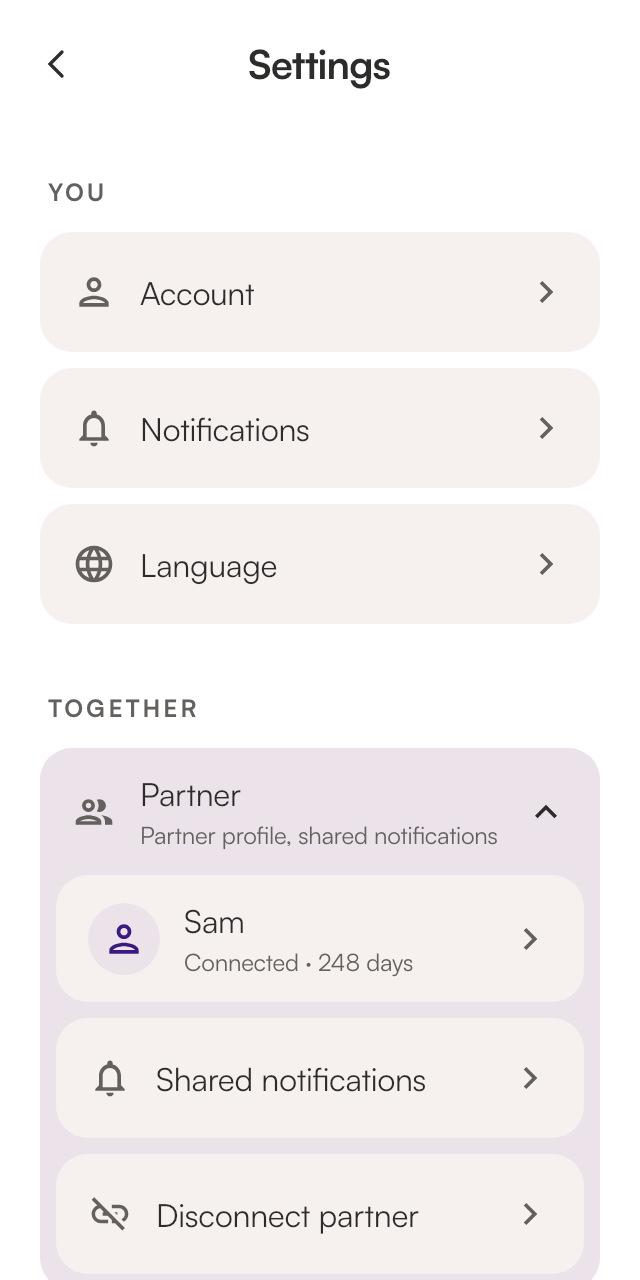 Settings
YOU
Account
Notifications
Language
TOGETHER
Partner
Partner profile, shared notifications
Sam
Connected · 248 days
Shared notifications
Disconnect partner